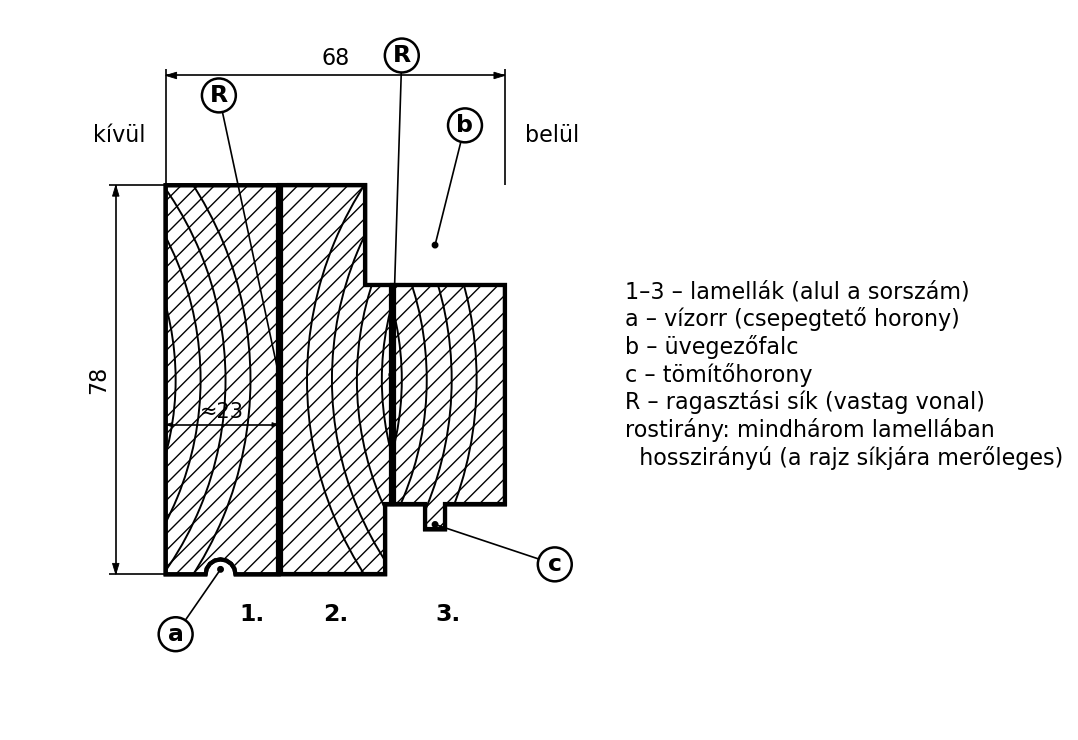 68
R
R
b
kívül
belül
78
≈23
1–3 – lamellák (alul a sorszám)
a – vízorr (csepegtető horony)
b – üvegezőfalc
c – tömítőhorony
R – ragasztási sík (vastag vonal)
rostirány: mindhárom lamellában
hosszirányú (a rajz síkjára merőleges)
c
1. 2. 3.
a